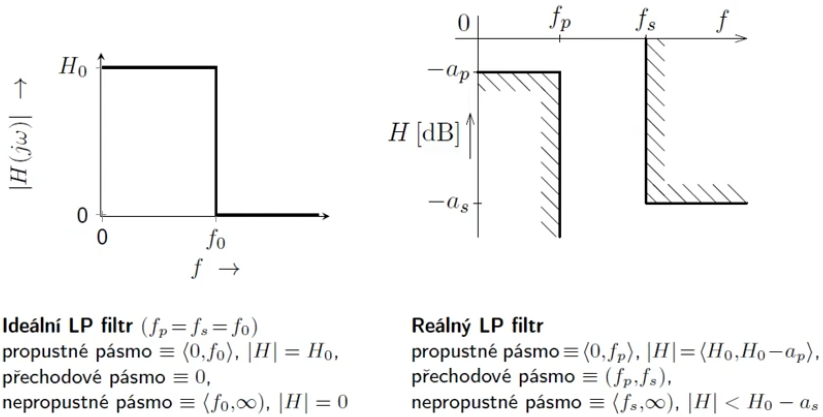 H₀
|H(jω)| →
0
0
f₀
f →
0
fₚ
fₛ
f
−aₚ
H [dB]
−aₛ
Ideální LP filtr (fₚ=fₛ=f₀)
propustné pásmo ≡ ⟨0,f₀⟩, |H| = H₀,
přechodové pásmo ≡ 0,
nepropustné pásmo ≡ ⟨f₀,∞), |H| = 0
Reálný LP filtr
propustné pásmo≡⟨0,fₚ⟩, |H|=⟨H₀,H₀−aₚ⟩,
přechodové pásmo ≡ (fₚ,fₛ),
nepropustné pásmo ≡ ⟨fₛ,∞), |H| < H₀ − aₛ